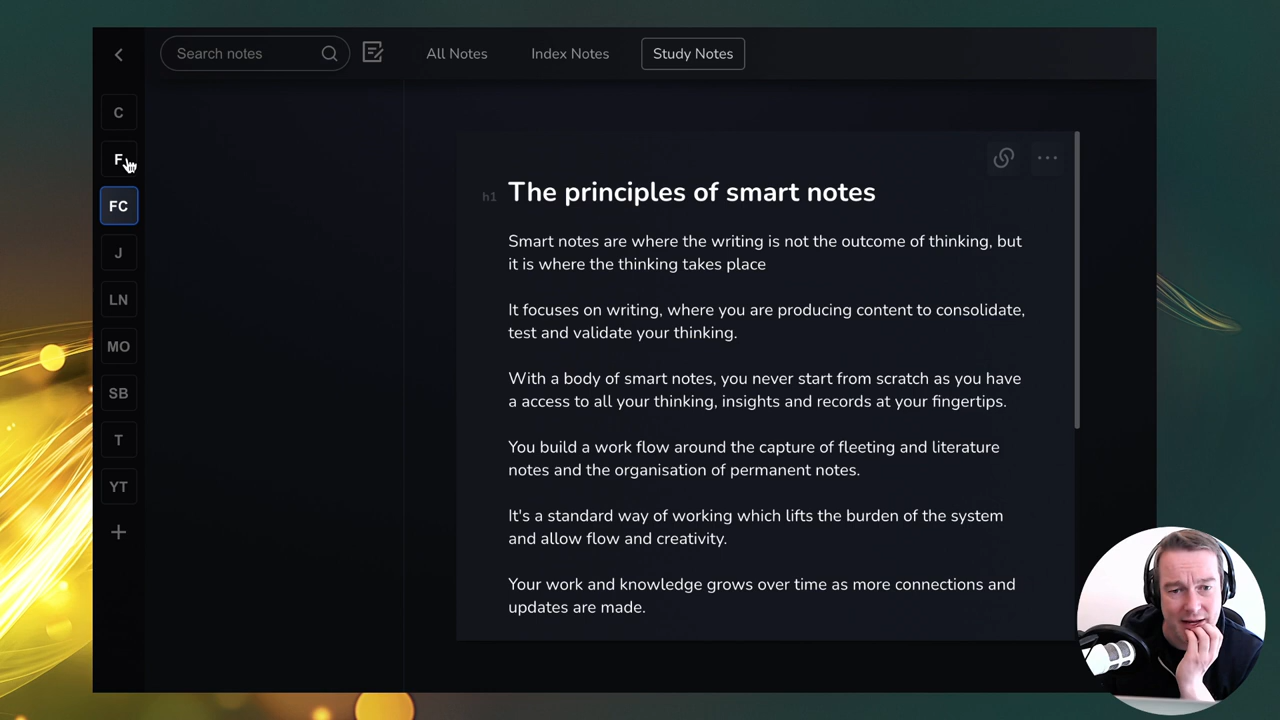 Search notes
All Notes
Index Notes
Study Notes
C
F
FC
J
LN
MO
SB
T
YT
h1
The principles of smart notes
Smart notes are where the writing is not the outcome of thinking, but
it is where the thinking takes place
It focuses on writing, where you are producing content to consolidate,
test and validate your thinking.
With a body of smart notes, you never start from scratch as you have
a access to all your thinking, insights and records at your fingertips.
You build a work flow around the capture of fleeting and literature
notes and the organisation of permanent notes.
It's a standard way of working which lifts the burden of the system
and allow flow and creativity.
Your work and knowledge grows over time as more connections and
updates are made.